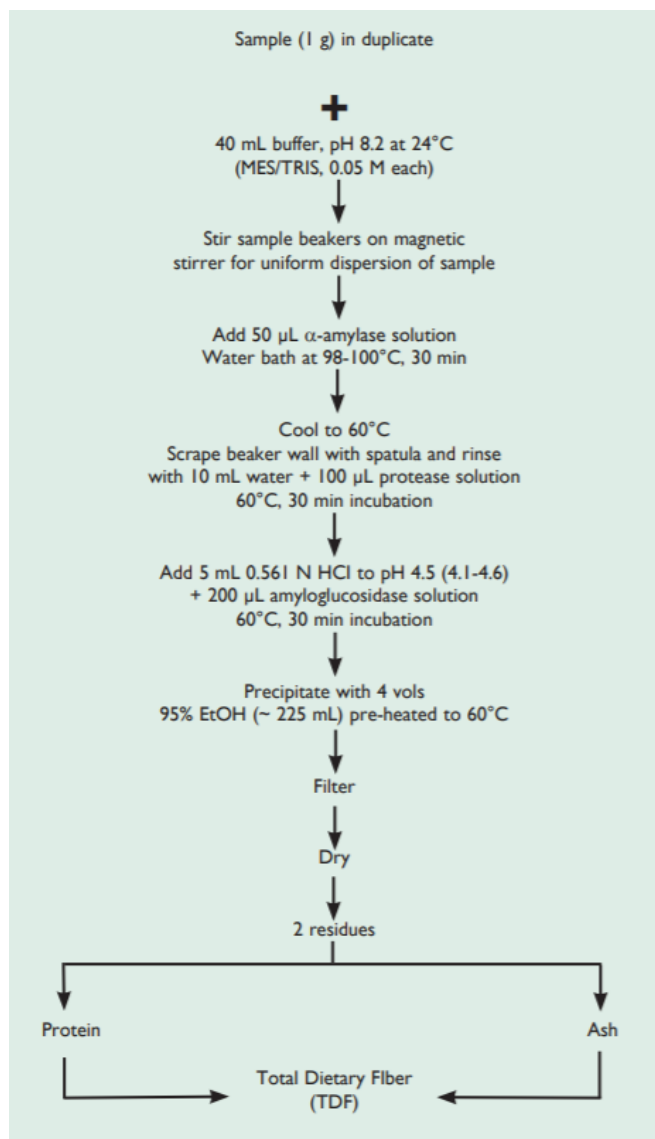 Sample (1 g) in duplicate
+
40 mL buffer, pH 8.2 at 24°C
(MES/TRIS, 0.05 M each)
Stir sample beakers on magnetic
stirrer for uniform dispersion of sample
Add 50 µL α-amylase solution
Water bath at 98-100°C, 30 min
Cool to 60°C
Scrape beaker wall with spatula and rinse
with 10 mL water + 100 µL protease solution
60°C, 30 min incubation
Add 5 mL 0.561 N HCl to pH 4.5 (4.1-4.6)
+ 200 µL amyloglucosidase solution
60°C, 30 min incubation
Precipitate with 4 vols
95% EtOH (~ 225 mL) pre-heated to 60°C
Filter
Dry
2 residues
Protein
Ash
Total Dietary FIber
(TDF)